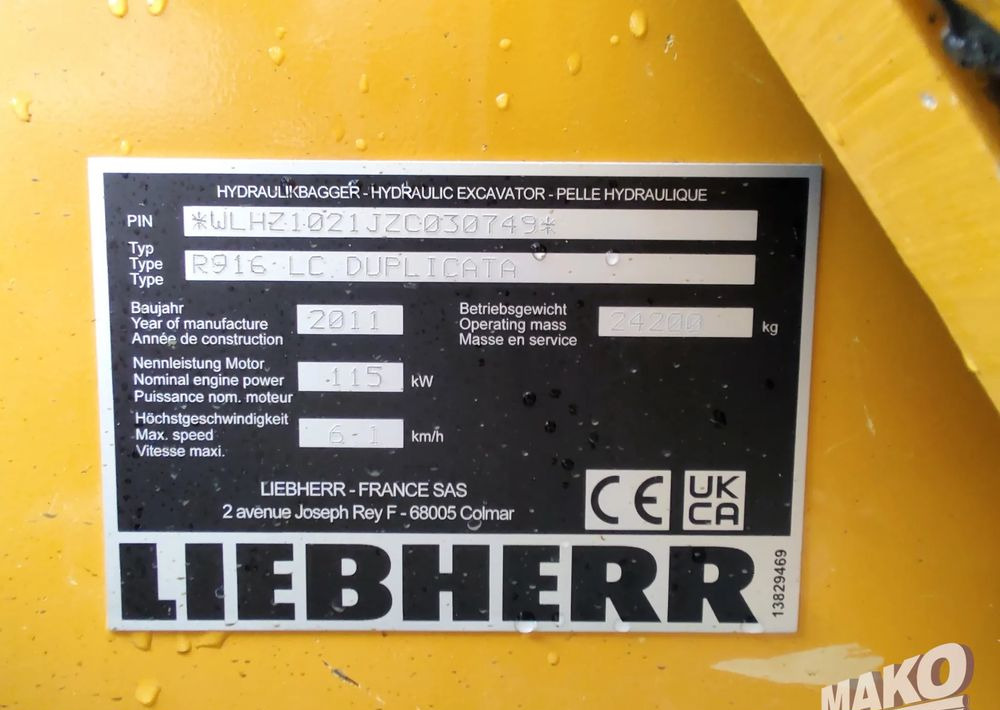 HYDRAULIKBAGGER - HYDRAULIC EXCAVATOR - PELLE HYDRAULIQUE
PIN *WLHZ1021JZC030749*
Typ
Type R916 LC DUPLICATA
Type
Baujahr
Year of manufacture 2011
Année de construction
Betriebsgewicht
Operating mass 24200 kg
Masse en service
Nennleistung Motor
Nominal engine power 115 kW
Puissance nom. moteur
Höchstgeschwindigkeit
Max. speed 6.1 km/h
Vitesse maxi.
LIEBHERR - FRANCE SAS
2 avenue Joseph Rey F - 68005 Colmar
CE
UK
CA
LIEBHERR
13829469
MAKO